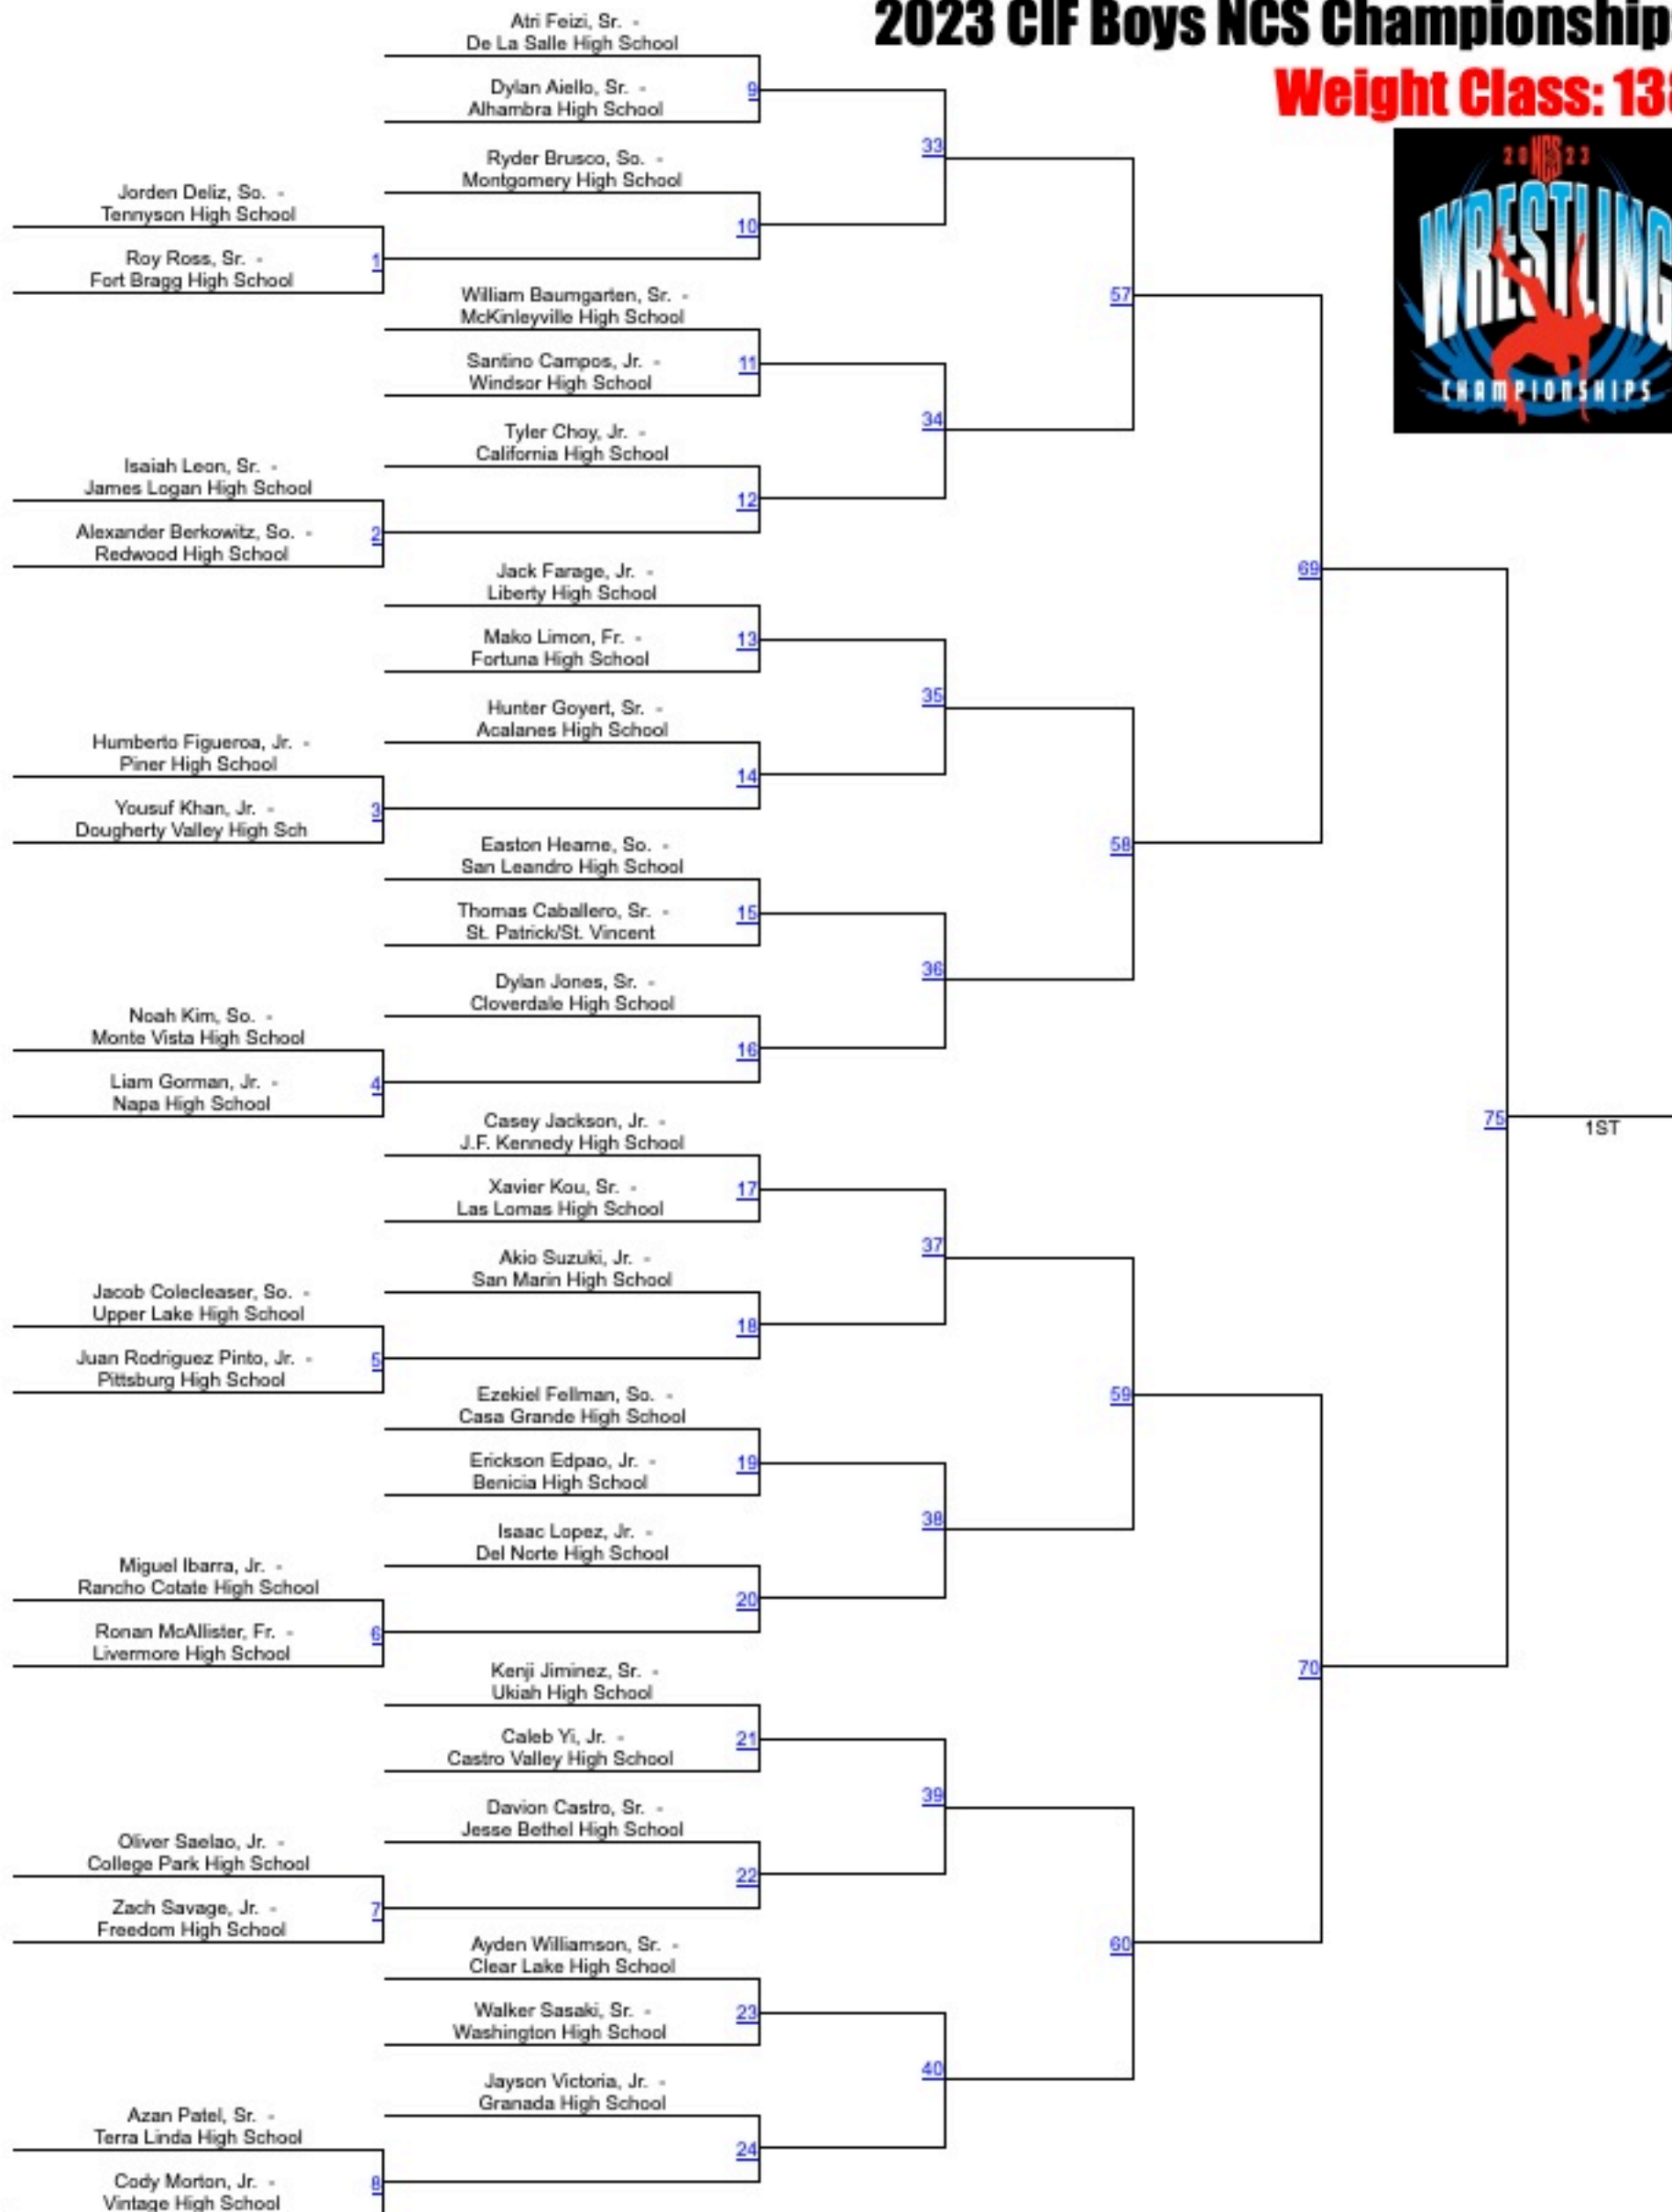 2023 CIF Boys NCS Championship
Weight Class:
2023
NCS
WRESTLING
CHAMPIONSHIPS
Atri Feizi, Sr. -
De La Salle High School
Dylan Aiello, Sr. -
Alhambra High School
9
33
Ryder Brusco, So. -
Montgomery High School
Jorden Deliz, So. -
Tennyson High School
10
Roy Ross, Sr. -
Fort Bragg High School
1
William Baumgarten, Sr. -
McKinleyville High School
57
Santino Campos, Jr. -
Windsor High School
11
34
Tyler Choy, Jr. -
California High School
Isaiah Leon, Sr. -
James Logan High School
12
Alexander Berkowitz, So. -
Redwood High School
2
Jack Farage, Jr. -
Liberty High School
69
Mako Limon, Fr. -
Fortuna High School
13
35
Hunter Goyert, Sr. -
Acalanes High School
Humberto Figueroa, Jr. -
Piner High School
14
Yousuf Khan, Jr. -
Dougherty Valley High Sch
3
Easton Hearne, So. -
San Leandro High School
58
Thomas Caballero, Sr. -
St. Patrick/St. Vincent
15
36
Dylan Jones, Sr. -
Cloverdale High School
Noah Kim, So. -
Monte Vista High School
16
Liam Gorman, Jr. -
Napa High School
4
Casey Jackson, Jr. -
J.F. Kennedy High School
75
1ST
Xavier Kou, Sr. -
Las Lomas High School
17
37
Akio Suzuki, Jr. -
San Marin High School
Jacob Colecleaser, So. -
Upper Lake High School
18
Juan Rodriguez Pinto, Jr. -
Pittsburg High School
5
Ezekiel Fellman, So. -
Casa Grande High School
59
Erickson Edpao, Jr. -
Benicia High School
19
38
Isaac Lopez, Jr. -
Del Norte High School
Miguel Ibarra, Jr. -
Rancho Cotate High School
20
Ronan McAllister, Fr. -
Livermore High School
6
Kenji Jiminez, Sr. -
Ukiah High School
70
Caleb Yi, Jr. -
Castro Valley High School
21
39
Davion Castro, Sr. -
Jesse Bethel High School
Oliver Saelao, Jr. -
College Park High School
22
Zach Savage, Jr. -
Freedom High School
7
Ayden Williamson, Sr. -
Clear Lake High School
60
Walker Sasaki, Sr. -
Washington High School
23
40
Jayson Victoria, Jr. -
Granada High School
Azan Patel, Sr. -
Terra Linda High School
24
Cody Morton, Jr. -
Vintage High School
8